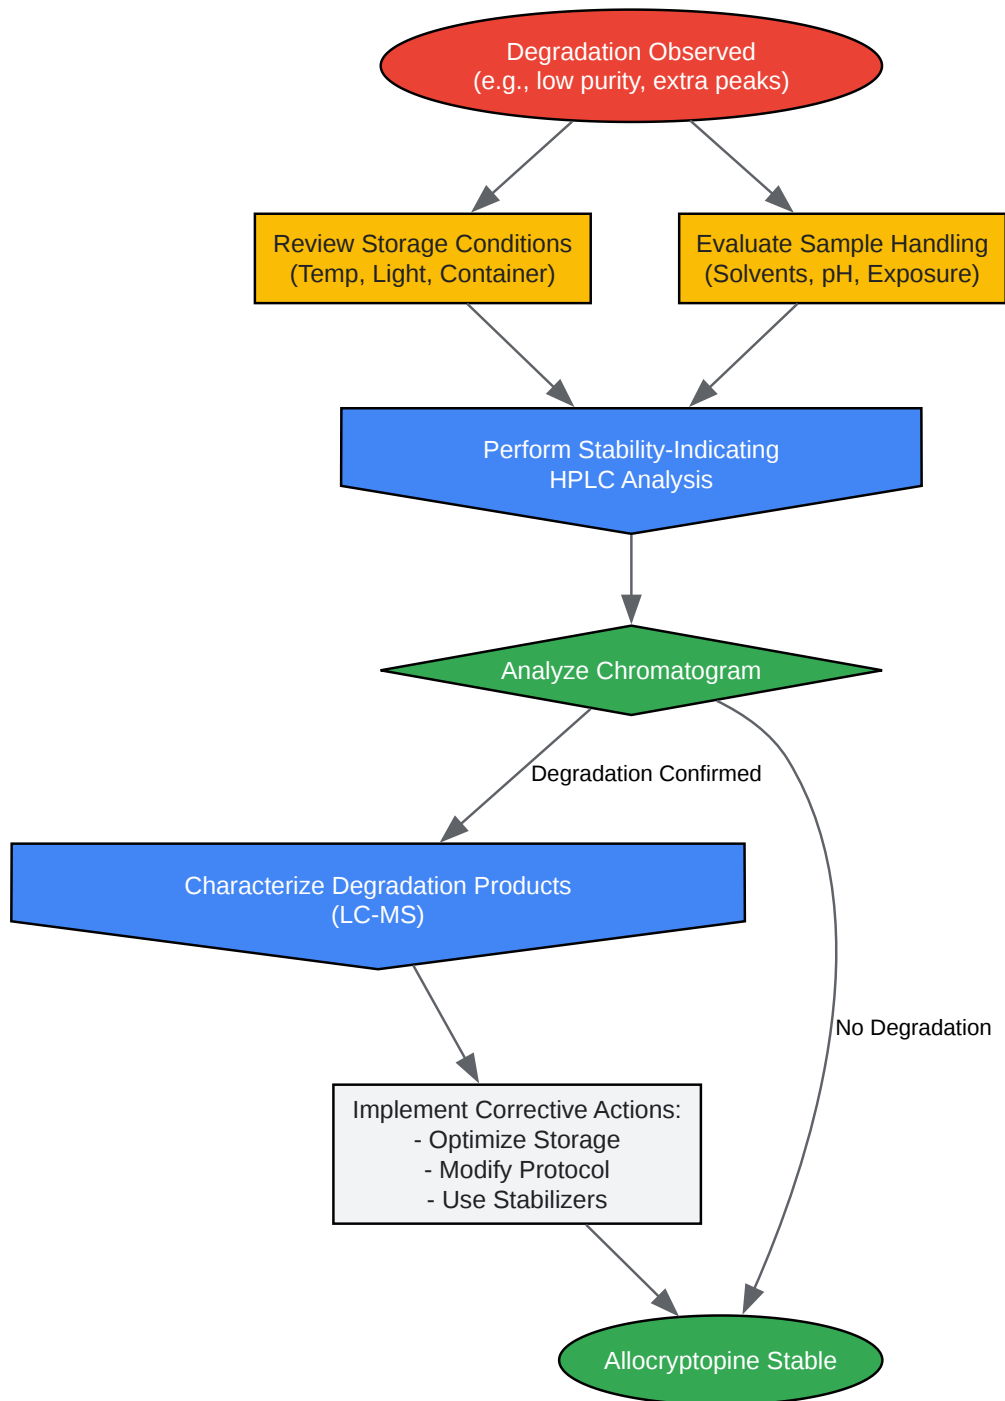 Degradation Observed
(e.g., low purity, extra peaks)
Review Storage Conditions
(Temp, Light, Container)
Evaluate Sample Handling
(Solvents, pH, Exposure)
Perform Stability-Indicating
HPLC Analysis
Analyze Chromatogram
Degradation Confirmed
Characterize Degradation Products
(LC-MS)
No Degradation
Implement Corrective Actions:
- Optimize Storage
- Modify Protocol
- Use Stabilizers
Allocryptopine Stable